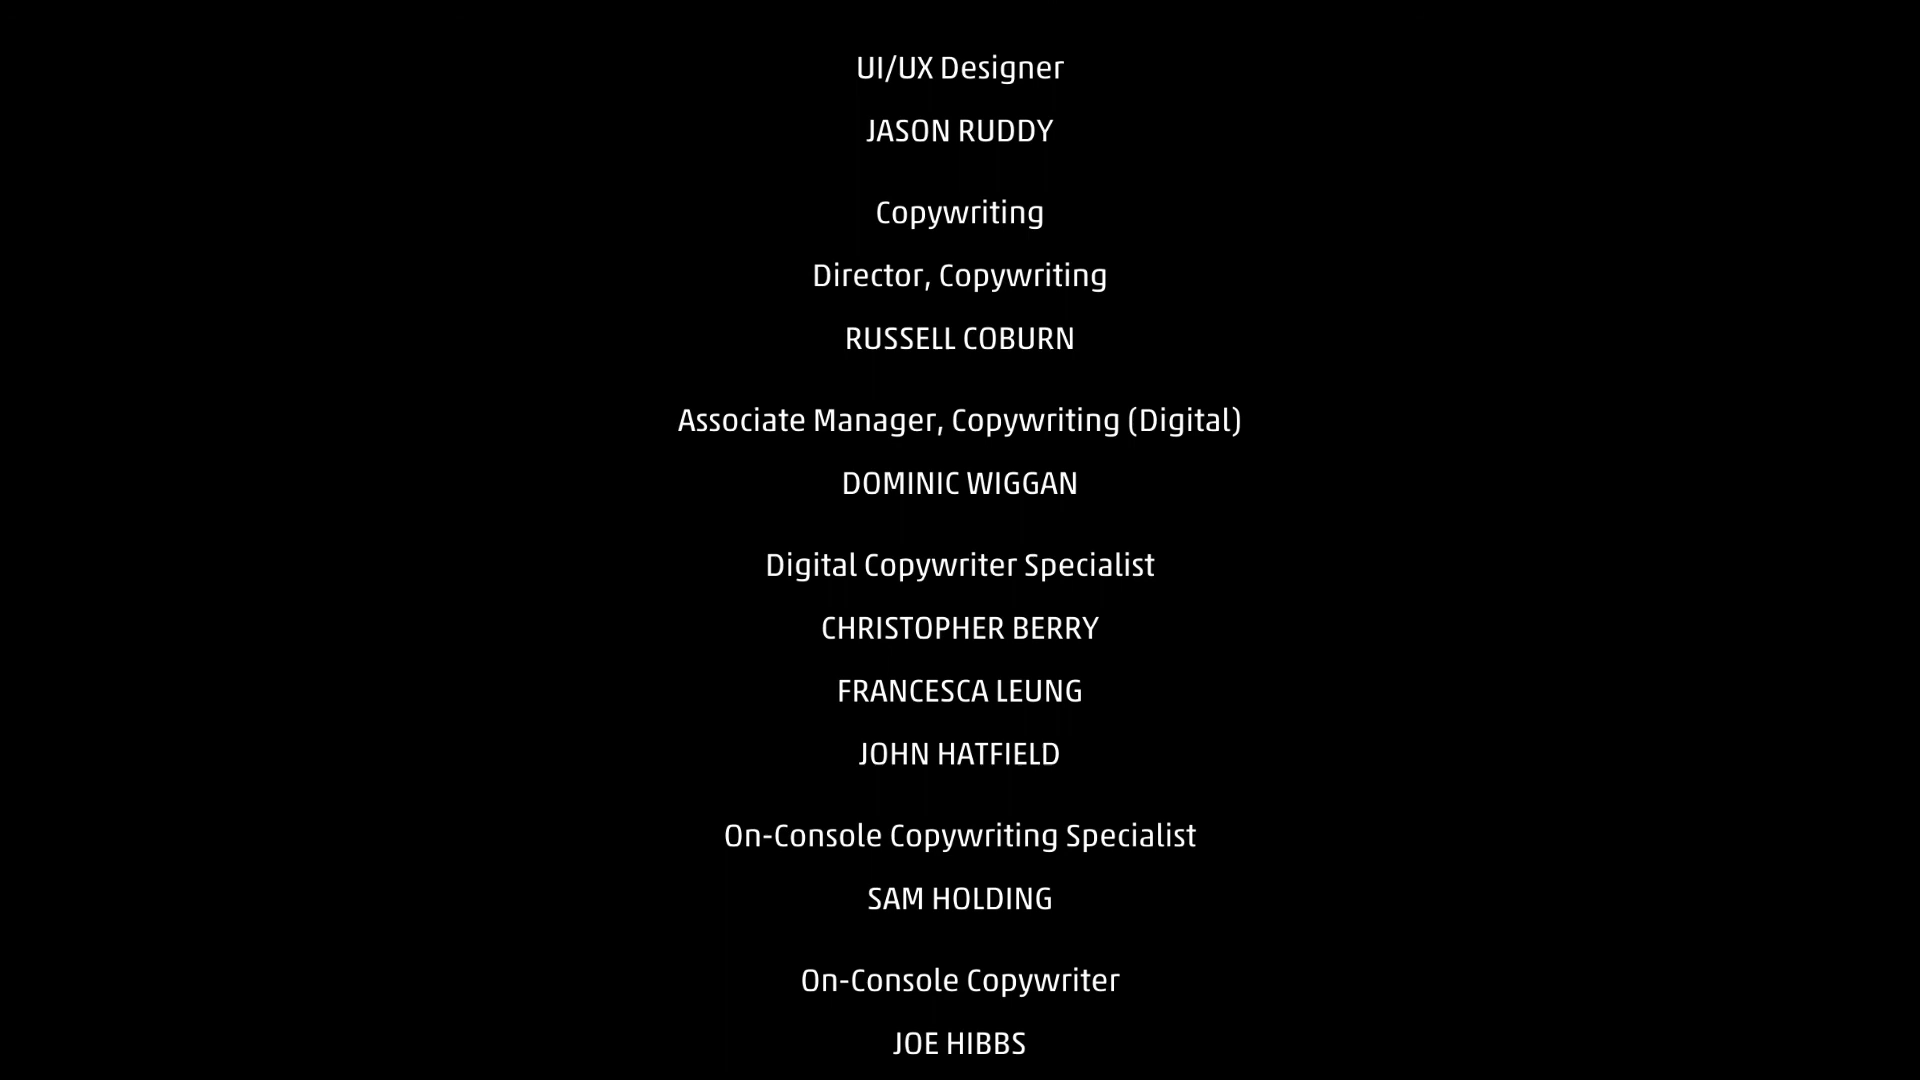 UI/UX Designer
JASON RUDDY
Copywriting
Director, Copywriting
RUSSELL COBURN
Associate Manager, Copywriting (Digital)
DOMINIC WIGGAN
Digital Copywriter Specialist
CHRISTOPHER BERRY
FRANCESCA LEUNG
JOHN HATFIELD
On-Console Copywriting Specialist
SAM HOLDING
On-Console Copywriter
JOE HIBBS